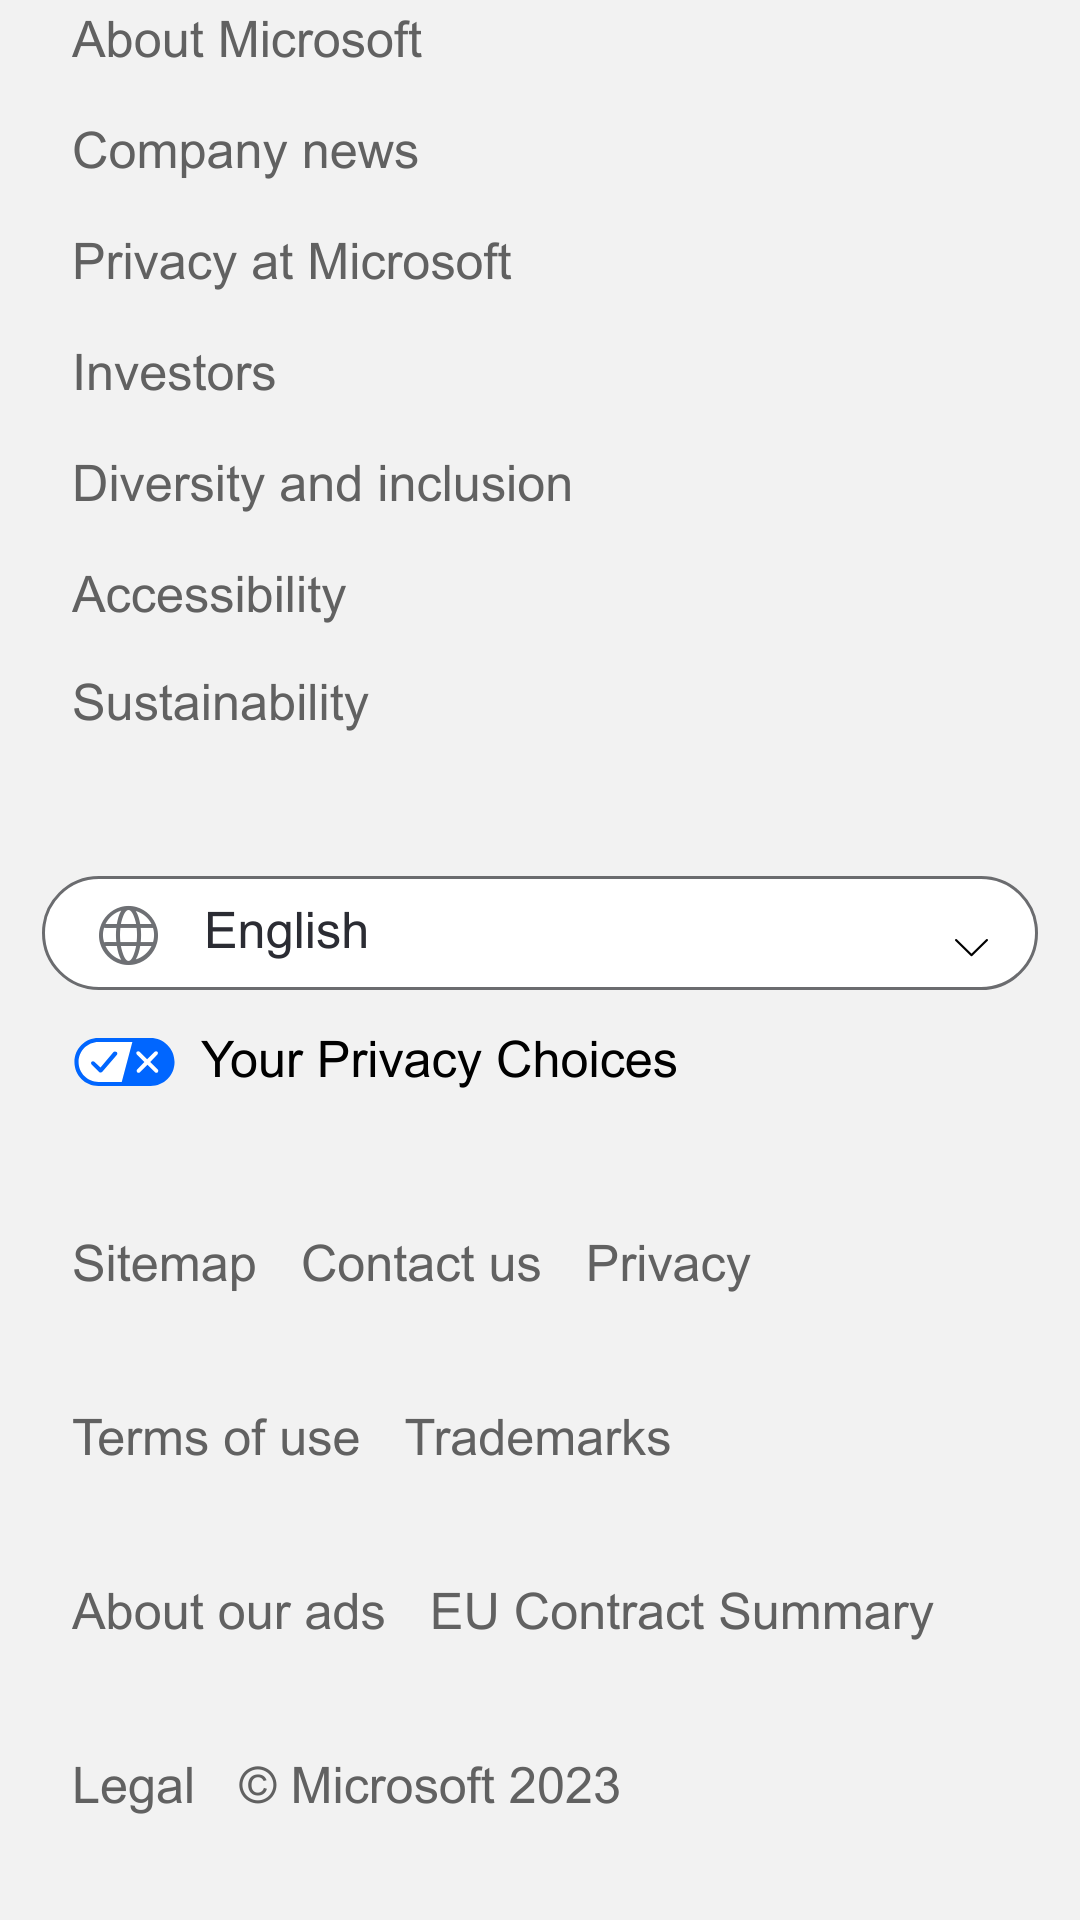 About Microsoft
Company news
Privacy at Microsoft
Investors
Diversity and inclusion
Accessibility
Sustainability
English
Your Privacy Choices
Sitemap Contact us Privacy
Terms of use Trademarks
About our ads EU Contract Summary
Legal © Microsoft 2023